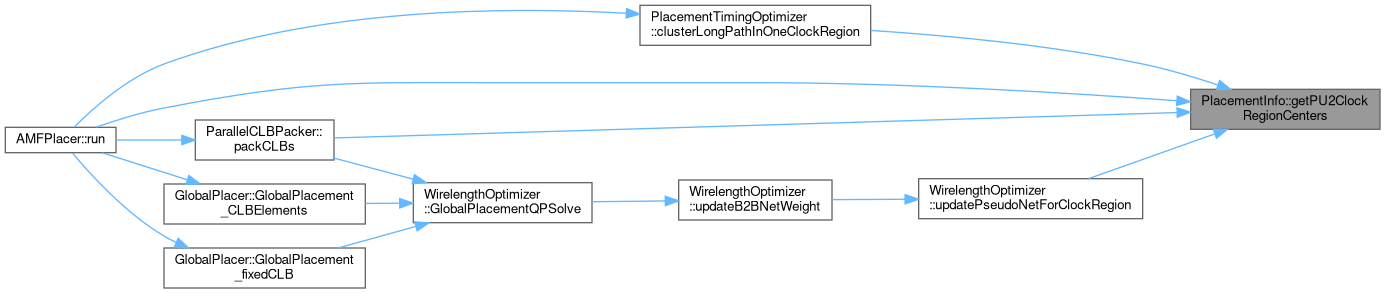 PlacementTimingOptimizer
::clusterLongPathInOneClockRegion
PlacementInfo::getPU2Clock
RegionCenters
AMFPlacer::run
ParallelCLBPacker::
packCLBs
GlobalPlacer::GlobalPlacement
_CLBElements
WirelengthOptimizer
::GlobalPlacementQPSolve
WirelengthOptimizer
::updateB2BNetWeight
WirelengthOptimizer
::updatePseudoNetForClockRegion
GlobalPlacer::GlobalPlacement
_fixedCLB